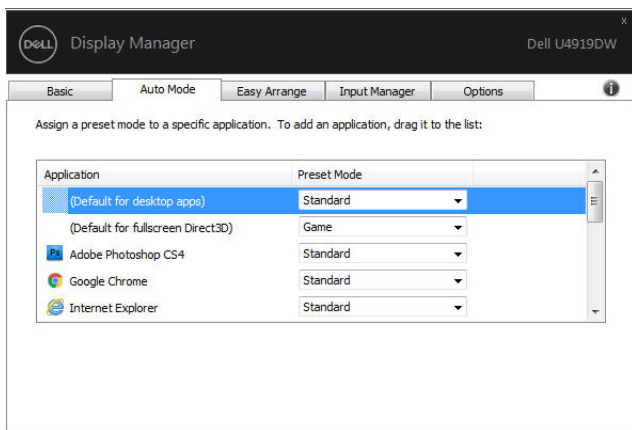 x
DELL Display Manager Dell U4919DW
Basic Auto Mode Easy Arrange Input Manager Options i
Assign a preset mode to a specific application. To add an application, drag it to the list:
Application Preset Mode
(Default for desktop apps) Standard
(Default for fullscreen Direct3D) Game
Ps Adobe Photoshop CS4 Standard
Google Chrome Standard
Internet Explorer Standard